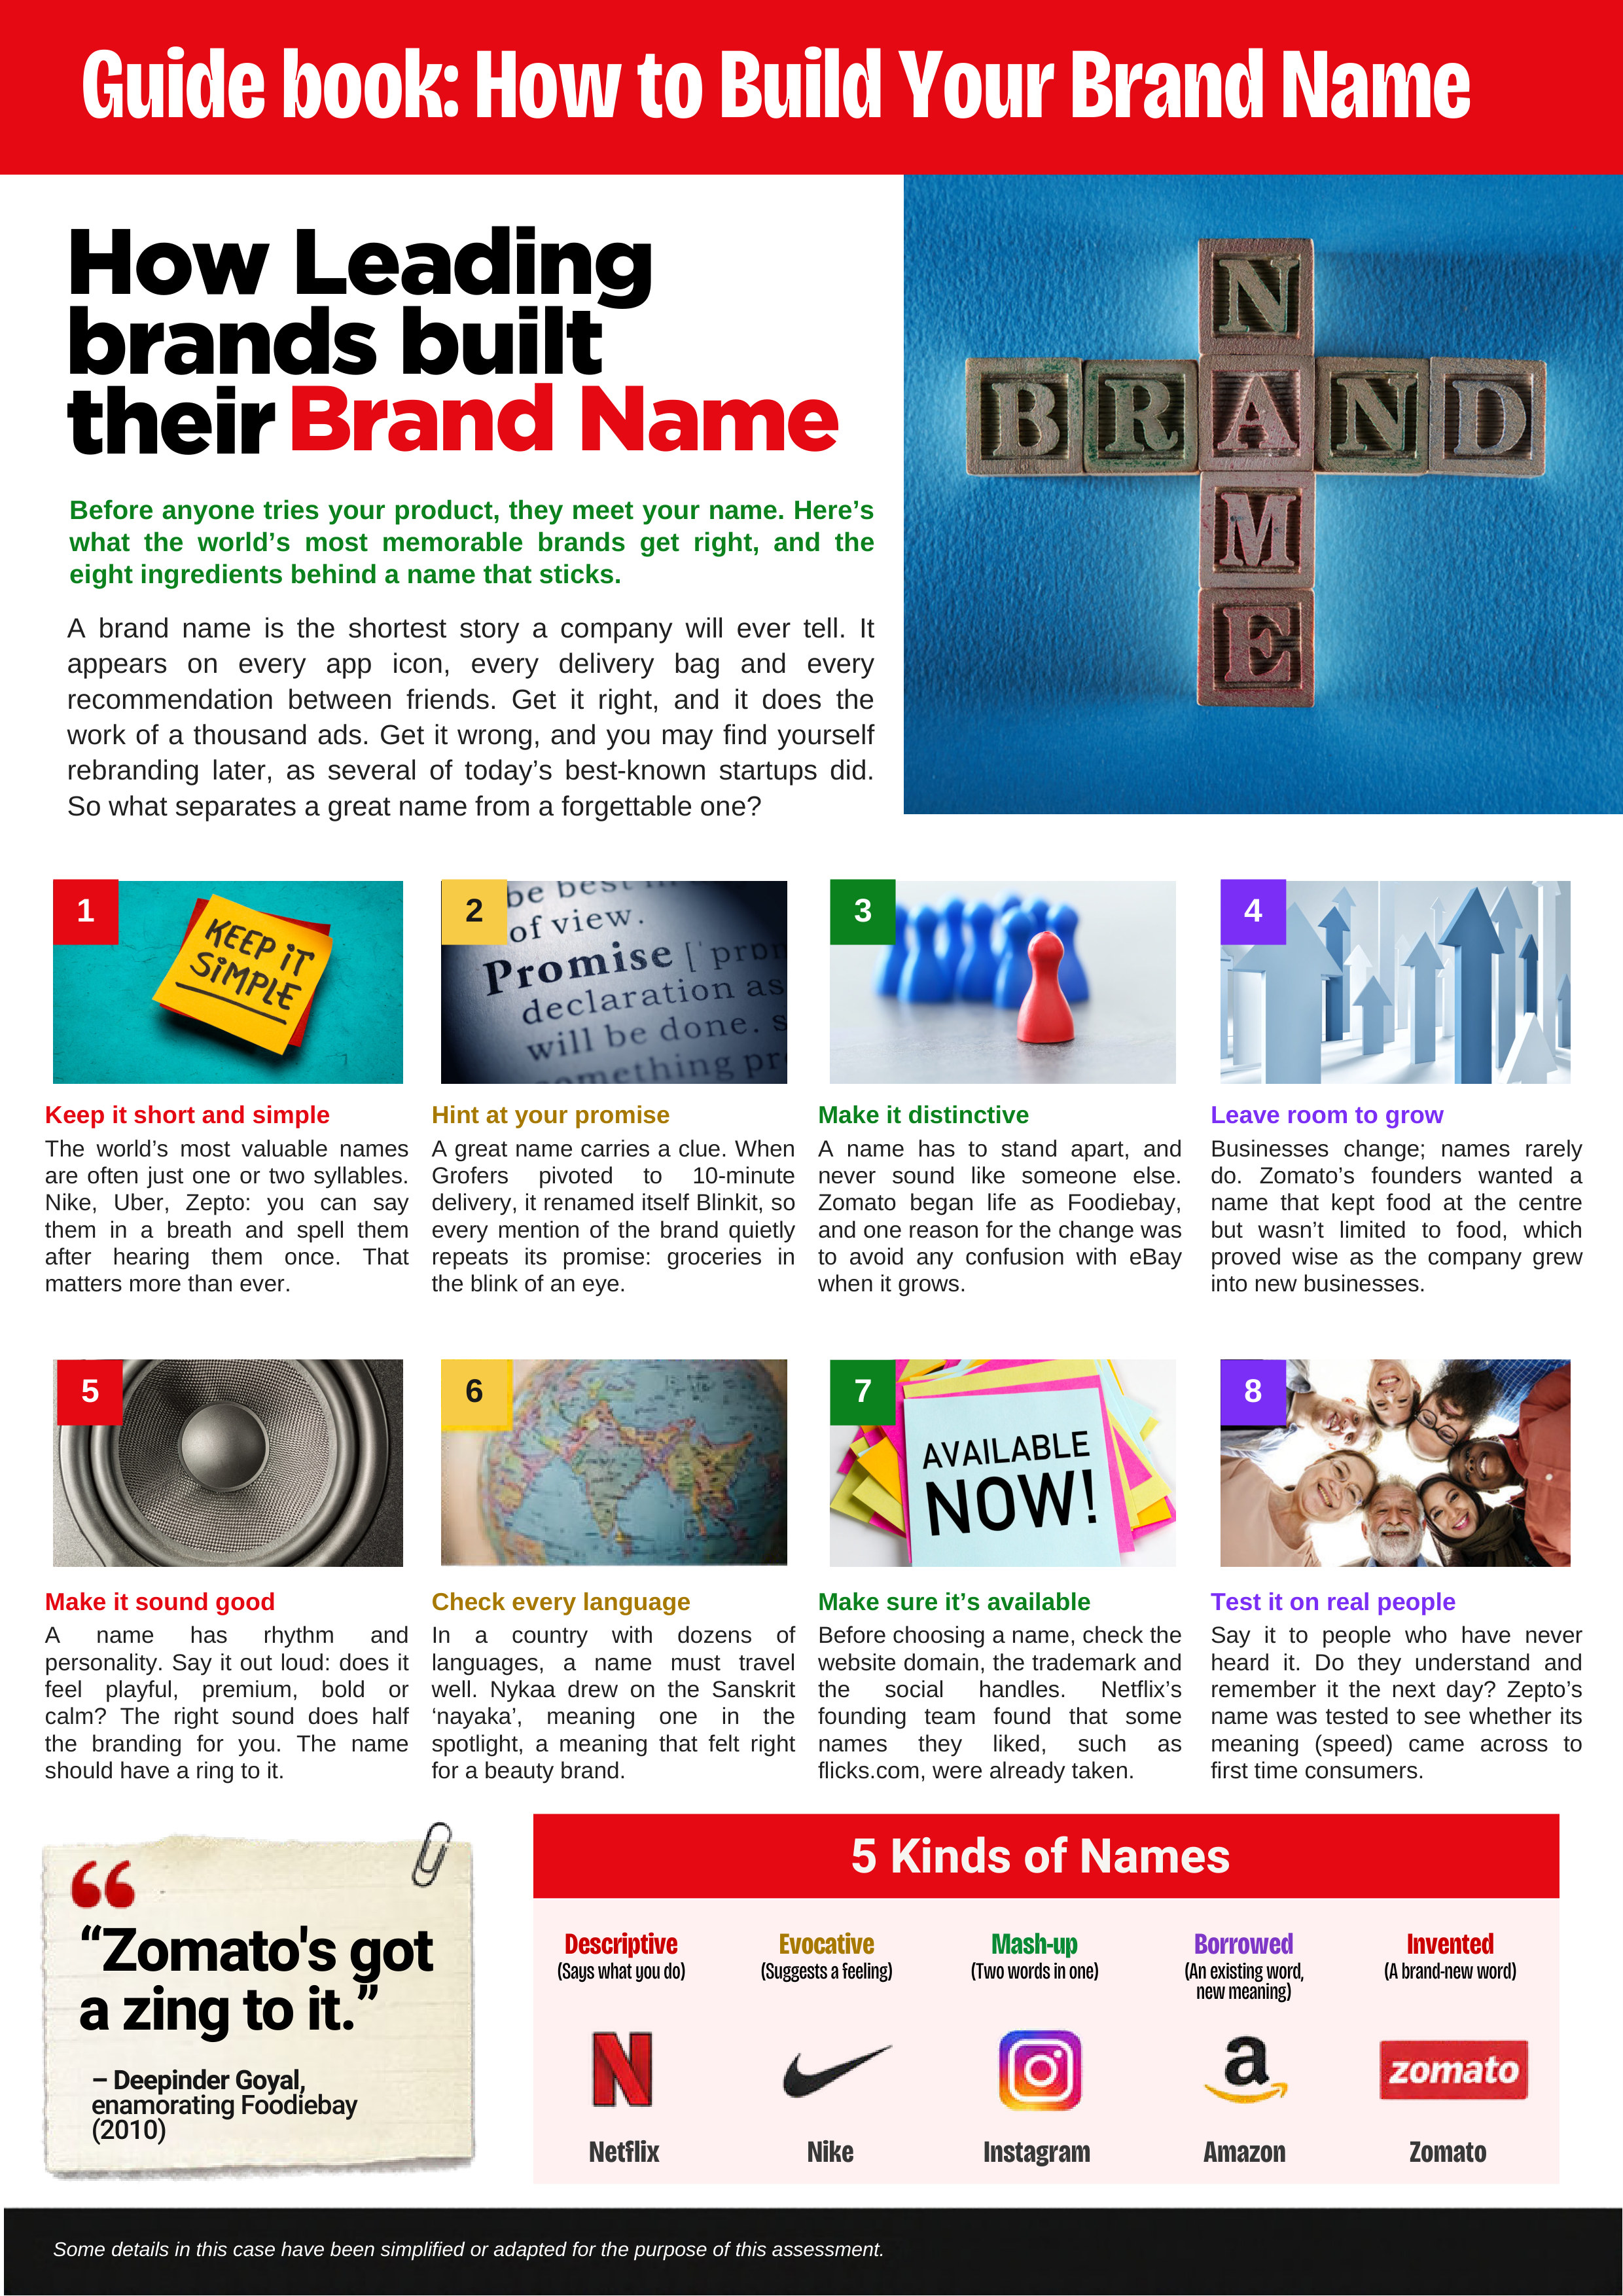 Guide book: How to Build Your Brand Name
How Leading
brands built
their Brand Name
Before anyone tries your product, they meet your name. Here’s
what the world’s most memorable brands get right, and the
eight ingredients behind a name that sticks.
A brand name is the shortest story a company will ever tell. It
appears on every app icon, every delivery bag and every
recommendation between friends. Get it right, and it does the
work of a thousand ads. Get it wrong, and you may find yourself
rebranding later, as several of today’s best-known startups did.
So what separates a great name from a forgettable one?
N
BRAND
M
E
1
KEEP iT
SiMPLE
Keep it short and simple
The world’s most valuable names
are often just one or two syllables.
Nike, Uber, Zepto: you can say
them in a breath and spell them
after hearing them once. That
matters more than ever.
2
be best
of view.
Promise
declaration as
will be done.
something
Hint at your promise
A great name carries a clue. When
Grofers pivoted to 10-minute
delivery, it renamed itself Blinkit, so
every mention of the brand quietly
repeats its promise: groceries in
the blink of an eye.
3
Make it distinctive
A name has to stand apart, and
never sound like someone else.
Zomato began life as Foodiebay,
and one reason for the change was
to avoid any confusion with eBay
when it grows.
4
Leave room to grow
Businesses change; names rarely
do. Zomato’s founders wanted a
name that kept food at the centre
but wasn’t limited to food, which
proved wise as the company grew
into new businesses.
5
Make it sound good
A name has rhythm and
personality. Say it out loud: does it
feel playful, premium, bold or
calm? The right sound does half
the branding for you. The name
should have a ring to it.
6
Check every language
In a country with dozens of
languages, a name must travel
well. Nykaa drew on the Sanskrit
‘nayaka’, meaning one in the
spotlight, a meaning that felt right
for a beauty brand.
7
AVAILABLE
NOW!
Make sure it’s available
Before choosing a name, check the
website domain, the trademark and
the social handles. Netflix’s
founding team found that some
names they liked, such as
flicks.com, were already taken.
8
Test it on real people
Say it to people who have never
heard it. Do they understand and
remember it the next day? Zepto’s
name was tested to see whether its
meaning (speed) came across to
first time consumers.
“Zomato's got
a zing to it.”
– Deepinder Goyal,
enamorating Foodiebay
(2010)
5 Kinds of Names
Descriptive
(Says what you do)
N
Netflix
Evocative
(Suggests a feeling)
Nike
Mash-up
(Two words in one)
Instagram
Borrowed
(An existing word,
new meaning)
a
Amazon
Invented
(A brand-new word)
zomato
Zomato
Some details in this case have been simplified or adapted for the purpose of this assessment.